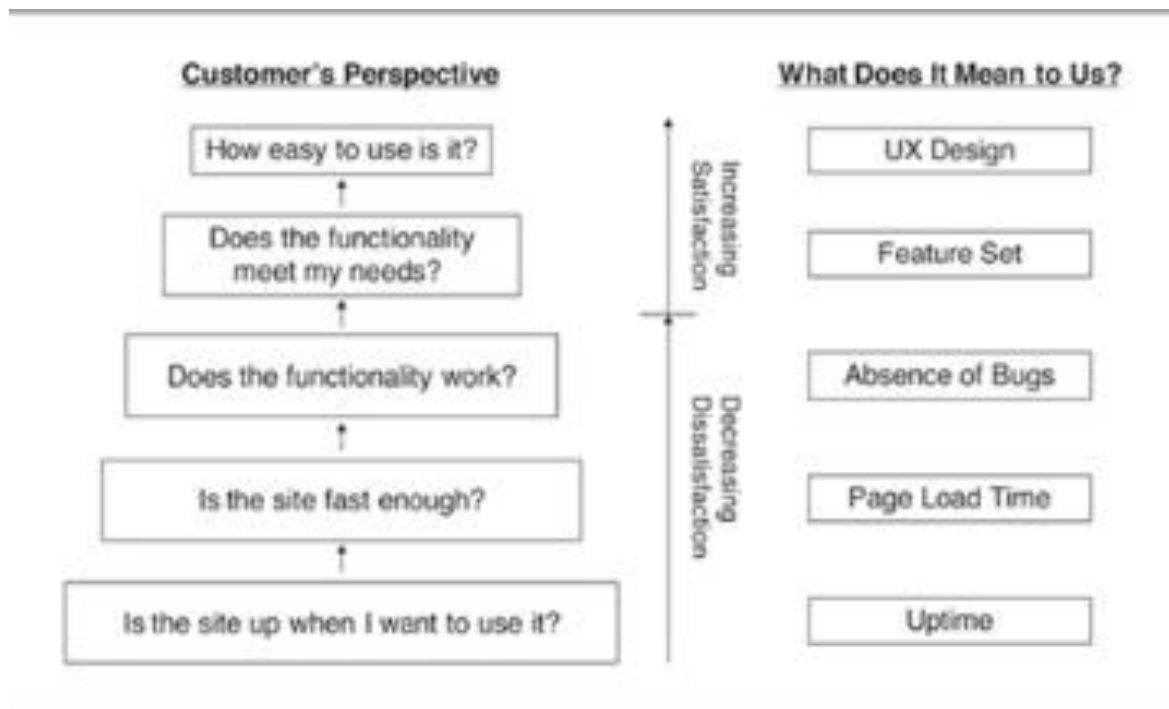 Customer's Perspective
How easy to use is it?
Does the functionality
meet my needs?
Does the functionality work?
Is the site fast enough?
Is the site up when I want to use it?
Increasing
Satisfaction
Decreasing
Dissatisfaction
What Does It Mean to Us?
UX Design
Feature Set
Absence of Bugs
Page Load Time
Uptime